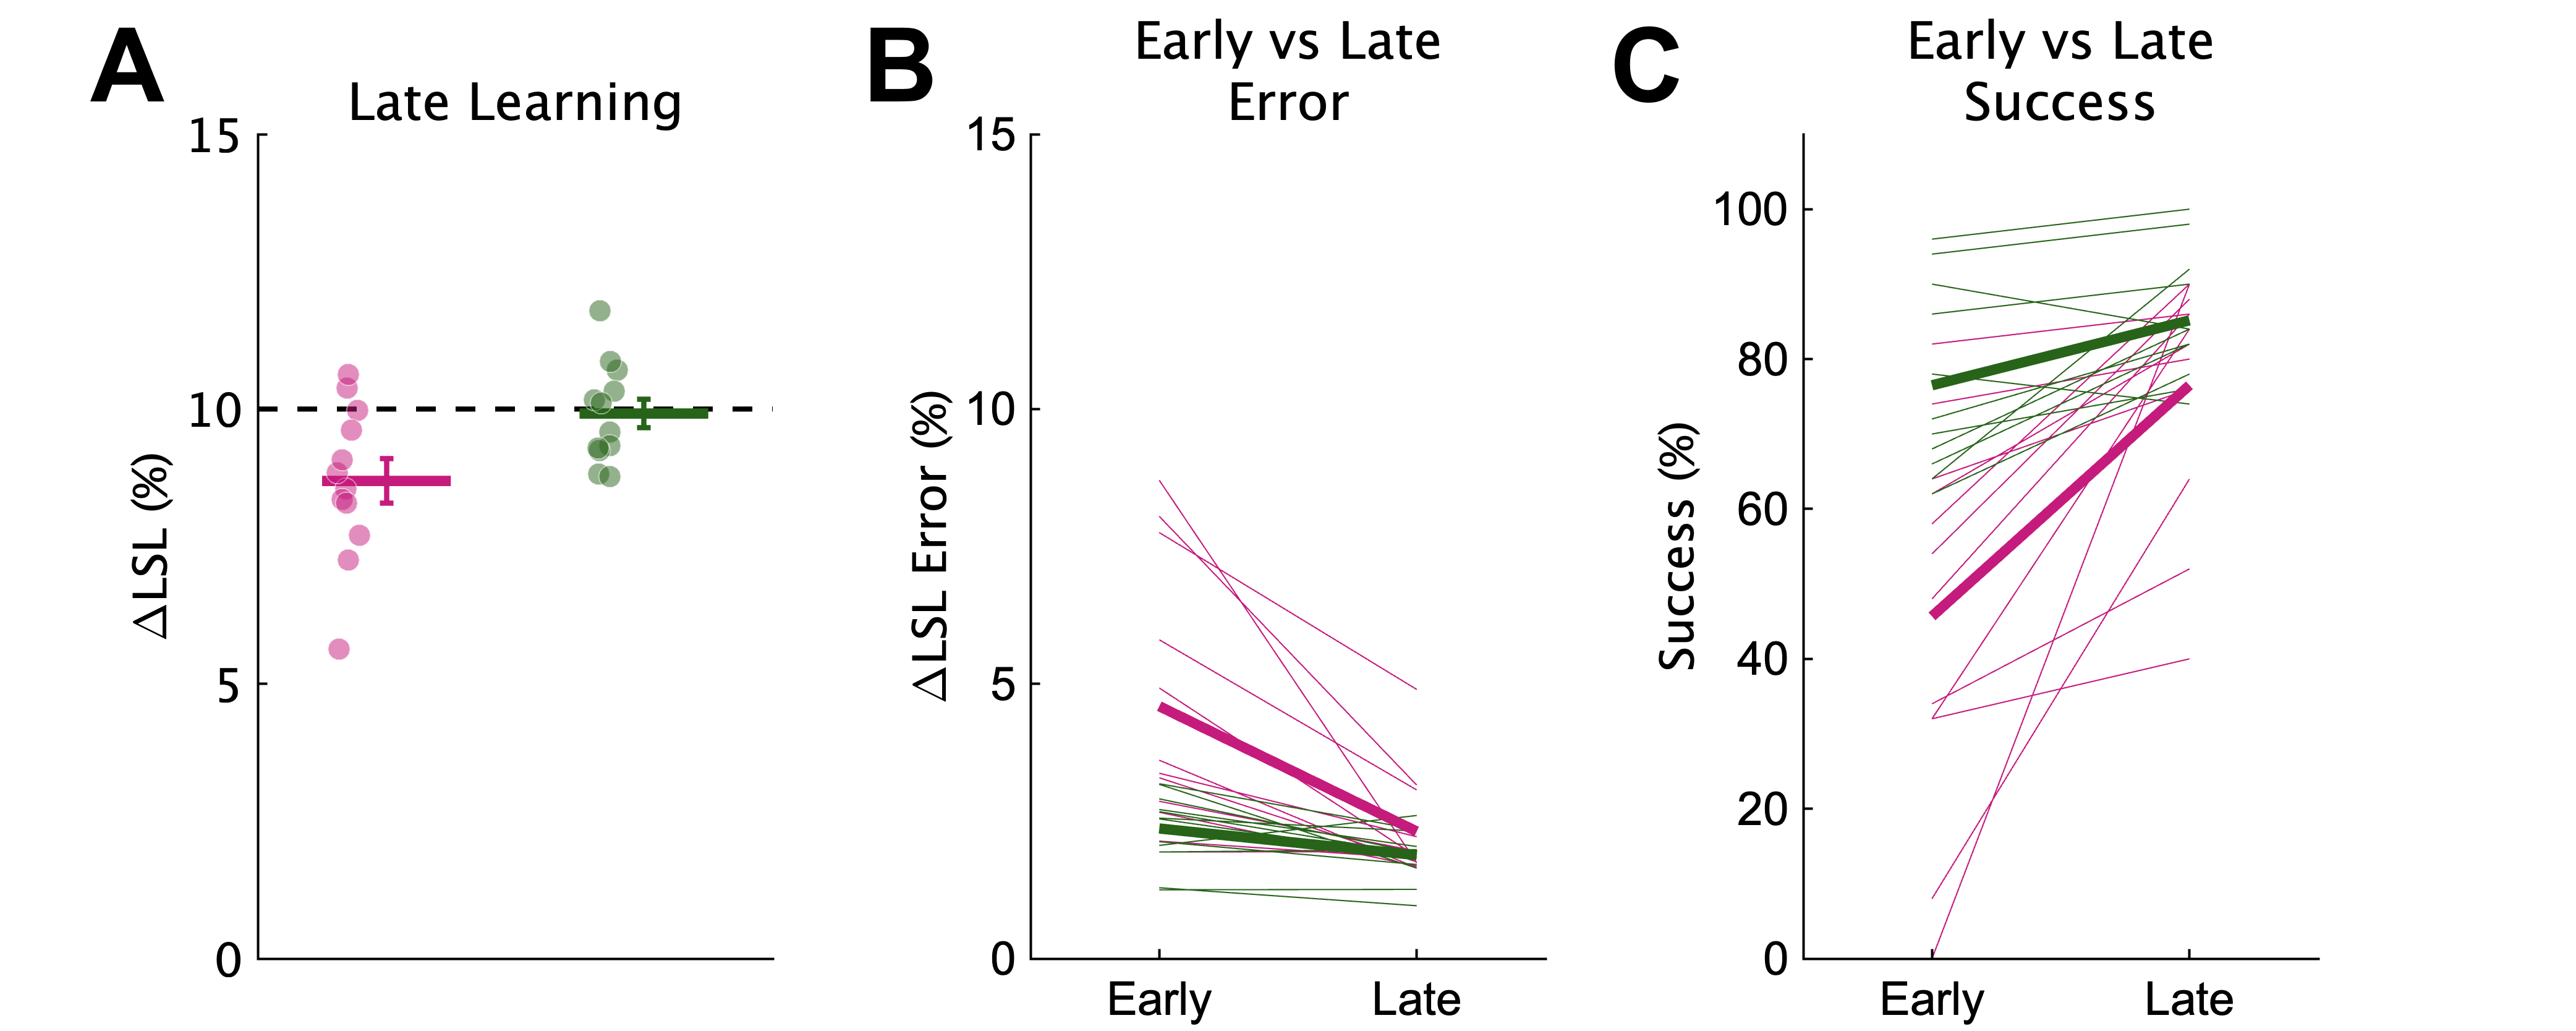 A
Late Learning
15
10
5
0
ΔLSL (%)
B
Early vs Late
Error
15
10
5
0
ΔLSL Error (%)
Early
Late
C
Early vs Late
Success
100
80
60
40
20
0
Success (%)
Early
Late